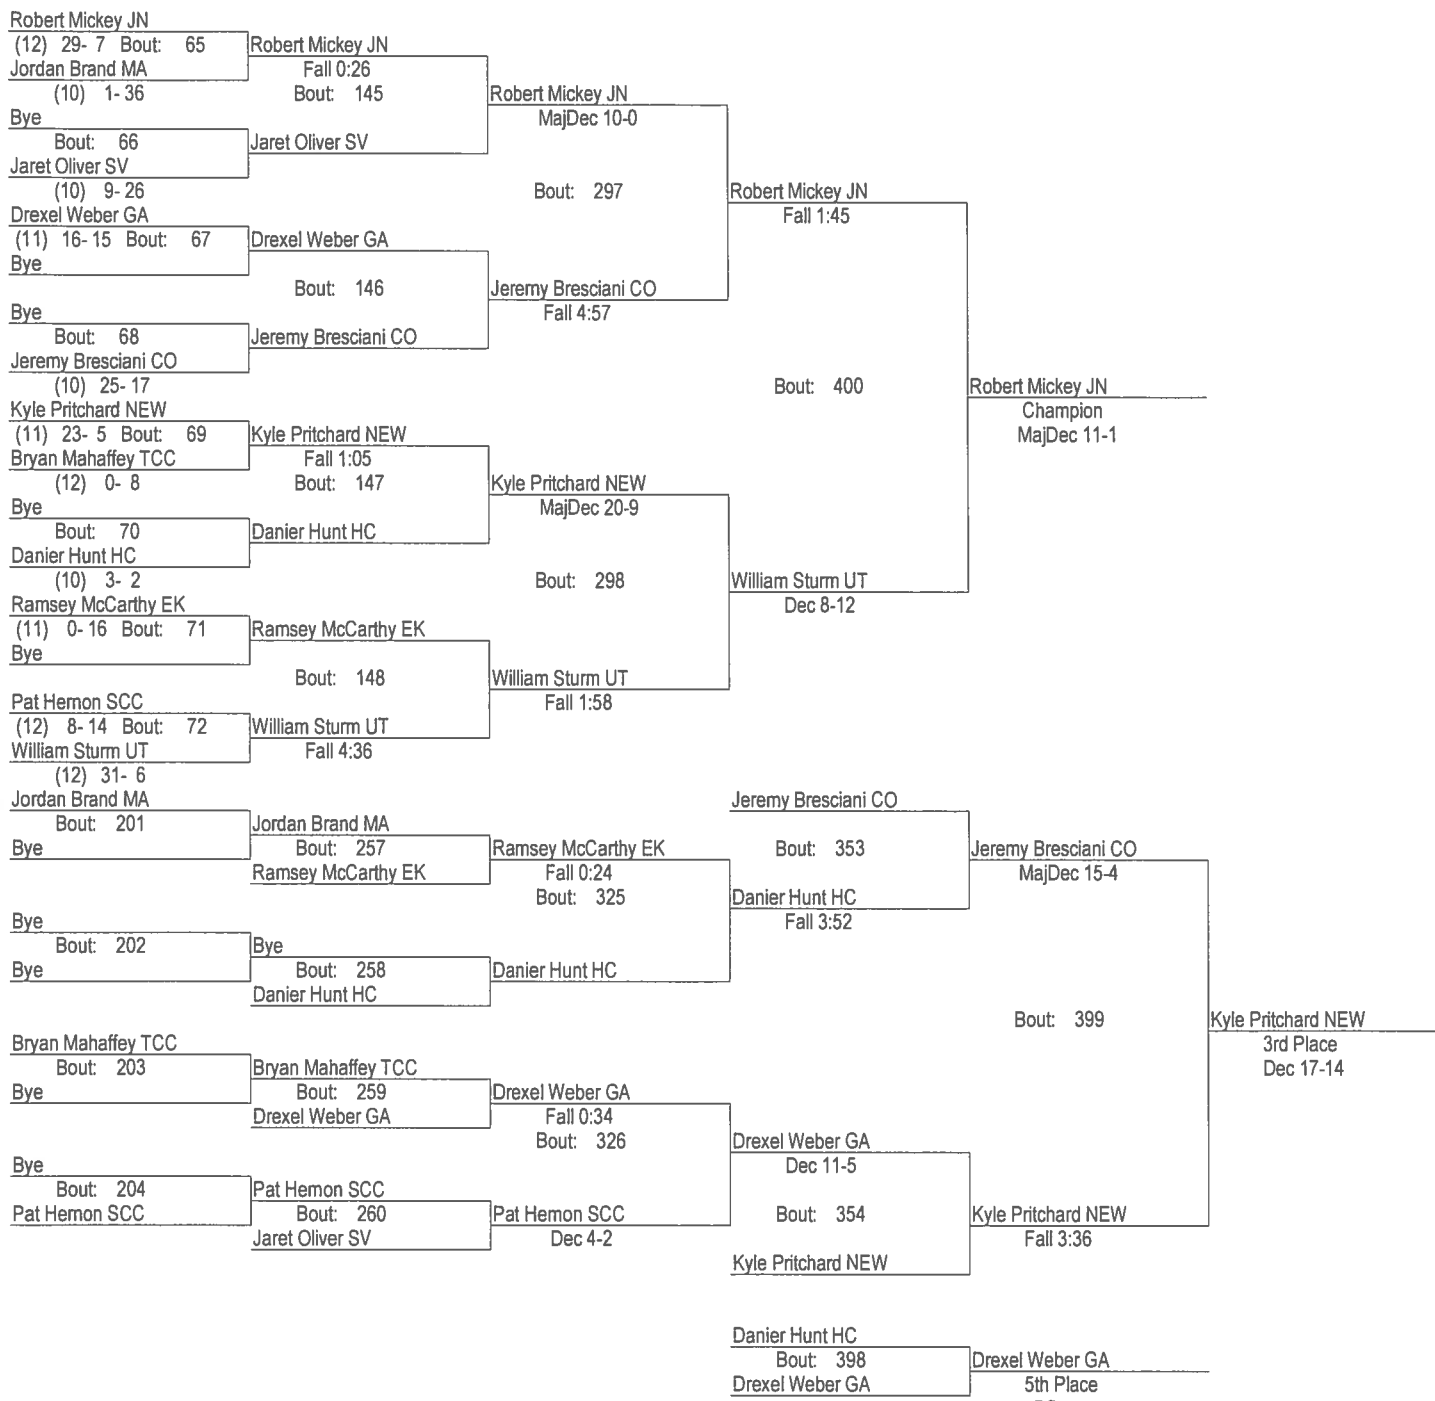 Robert Mickey JN
(12) 29- 7 Bout: 65
Jordan Brand MA
(10) 1- 36
Bye
Bout: 66
Jaret Oliver SV
(10) 9- 26
Drexel Weber GA
(11) 16- 15 Bout: 67
Bye
Bye
Bout: 68
Jeremy Bresciani CO
(10) 25- 17
Kyle Pritchard NEW
(11) 23- 5 Bout: 69
Bryan Mahaffey TCC
(12) 0- 8
Bye
Bout: 70
Danier Hunt HC
(10) 3- 2
Ramsey McCarthy EK
(11) 0- 16 Bout: 71
Bye
Pat Hernon SCC
(12) 8- 14 Bout: 72
William Sturm UT
(12) 31- 6
Robert Mickey JN
Fall 0:26
Bout: 145
Jaret Oliver SV
Drexel Weber GA
Bout: 146
Jeremy Bresciani CO
Kyle Pritchard NEW
Fall 1:05
Bout: 147
Danier Hunt HC
Ramsey McCarthy EK
Bout: 148
William Sturm UT
Fall 4:36
Robert Mickey JN
MajDec 10-0
Bout: 297
Jeremy Bresciani CO
Fall 4:57
Kyle Pritchard NEW
MajDec 20-9
Bout: 298
William Sturm UT
Fall 1:58
Robert Mickey JN
Fall 1:45
Bout: 400
William Sturm UT
Dec 8-12
Robert Mickey JN
Champion
MajDec 11-1
Jordan Brand MA
Bout: 201
Bye
Bye
Bout: 202
Bye
Bryan Mahaffey TCC
Bout: 203
Bye
Bye
Bout: 204
Pat Hernon SCC
Jordan Brand MA
Bout: 257
Ramsey McCarthy EK
Bye
Bout: 258
Danier Hunt HC
Bryan Mahaffey TCC
Bout: 259
Drexel Weber GA
Pat Hernon SCC
Bout: 260
Jaret Oliver SV
Ramsey McCarthy EK
Fall 0:24
Bout: 325
Danier Hunt HC
Drexel Weber GA
Fall 0:34
Bout: 326
Pat Hernon SCC
Dec 4-2
Jeremy Bresciani CO
Bout: 353
Danier Hunt HC
Fall 3:52
Drexel Weber GA
Dec 11-5
Bout: 354
Kyle Pritchard NEW
Jeremy Bresciani CO
MajDec 15-4
Bout: 399
Kyle Pritchard NEW
Fall 3:36
Kyle Pritchard NEW
3rd Place
Dec 17-14
Danier Hunt HC
Bout: 398
Drexel Weber GA
Drexel Weber GA
5th Place